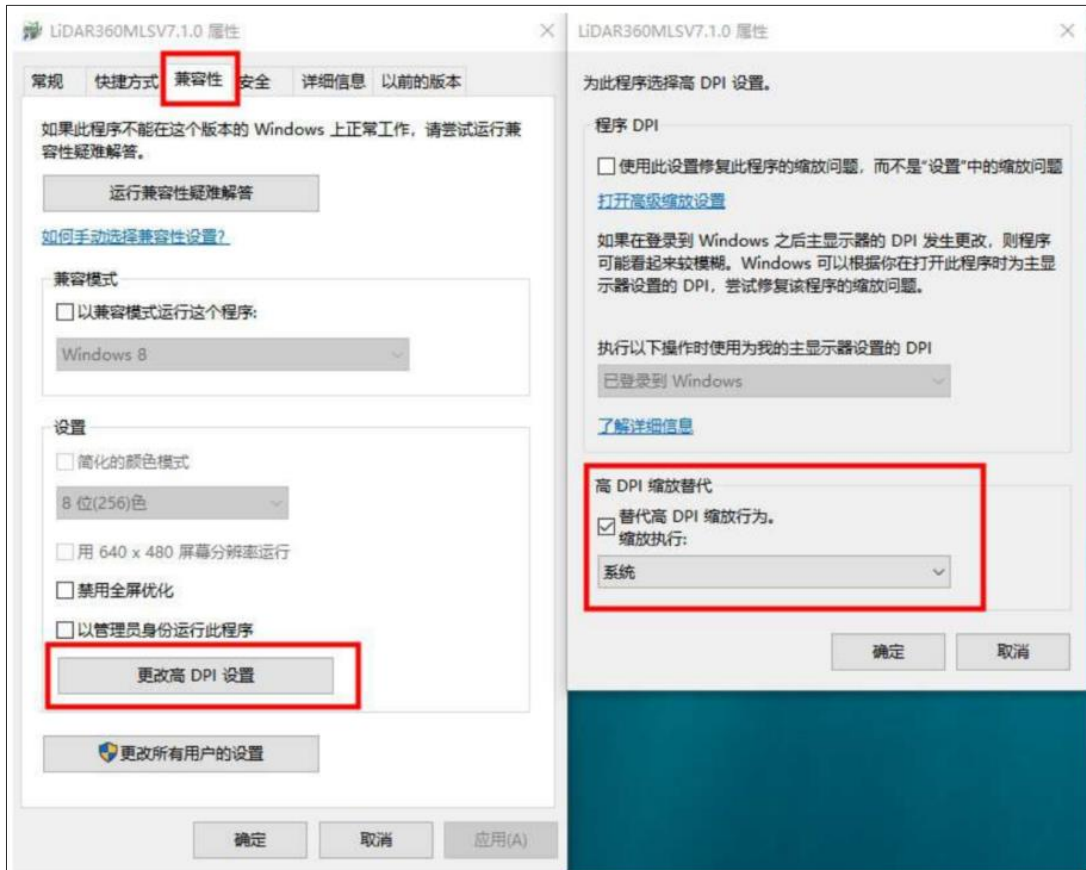 LiDAR360MLSV7.1.0 属性
常规 快捷方式 兼容性 安全 详细信息 以前的版本
如果此程序不能在这个版本的 Windows 上正常工作，请尝试运行兼
容性疑难解答。
运行兼容性疑难解答
如何手动选择兼容性设置?
兼容模式
以兼容模式运行这个程序:
Windows 8
设置
简化的颜色模式
8 位(256)色
用 640 x 480 屏幕分辨率运行
禁用全屏优化
以管理员身份运行此程序
更改高 DPI 设置
更改所有用户的设置
确定 取消 应用(A)
LiDAR360MLSV7.1.0 属性
为此程序选择高 DPI 设置。
程序 DPI
使用此设置修复此程序的缩放问题，而不是“设置”中的缩放问题
打开高级缩放设置
如果在登录到 Windows 之后主显示器的 DPI 发生更改，则程序
可能看起来较模糊。Windows 可以根据你在打开此程序时为主显
示器设置的 DPI，尝试修复该程序的缩放问题。
执行以下操作时使用为我的主显示器设置的 DPI
已登录到 Windows
了解详细信息
高 DPI 缩放替代
替代高 DPI 缩放行为。
缩放执行:
系统
确定 取消